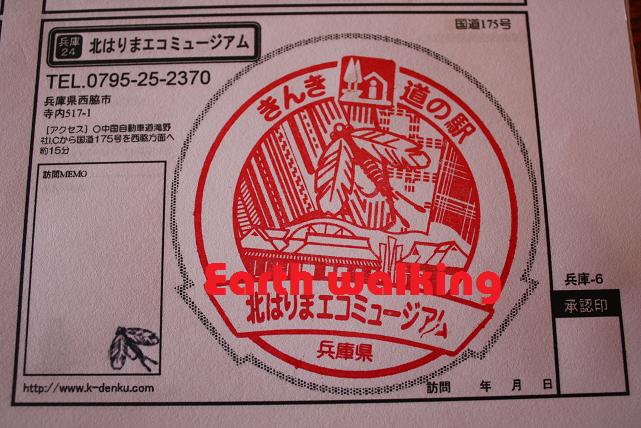 国道175号
兵庫
24
北はりまエコミュージアム
TEL.0795-25-2370
兵庫県西脇市
寺内517-1
［アクセス］○中国自動車道滝野
社I.Cから国道175号を西脇方面へ
約15分
訪問MEMO
きんき 道の駅
Earth walking
北はりまエコミュージアム
兵庫県
兵庫-6
承認印
http://www.k-denku.com
訪問 年 月 日